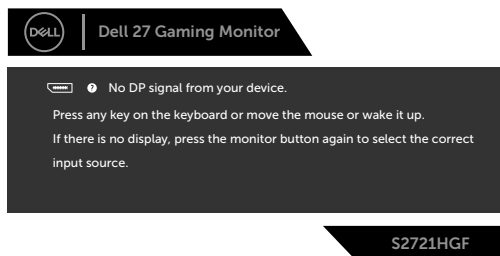 DELL
Dell 27 Gaming Monitor
? No DP signal from your device.
Press any key on the keyboard or move the mouse or wake it up.
If there is no display, press the monitor button again to select the correct
input source.
S2721HGF